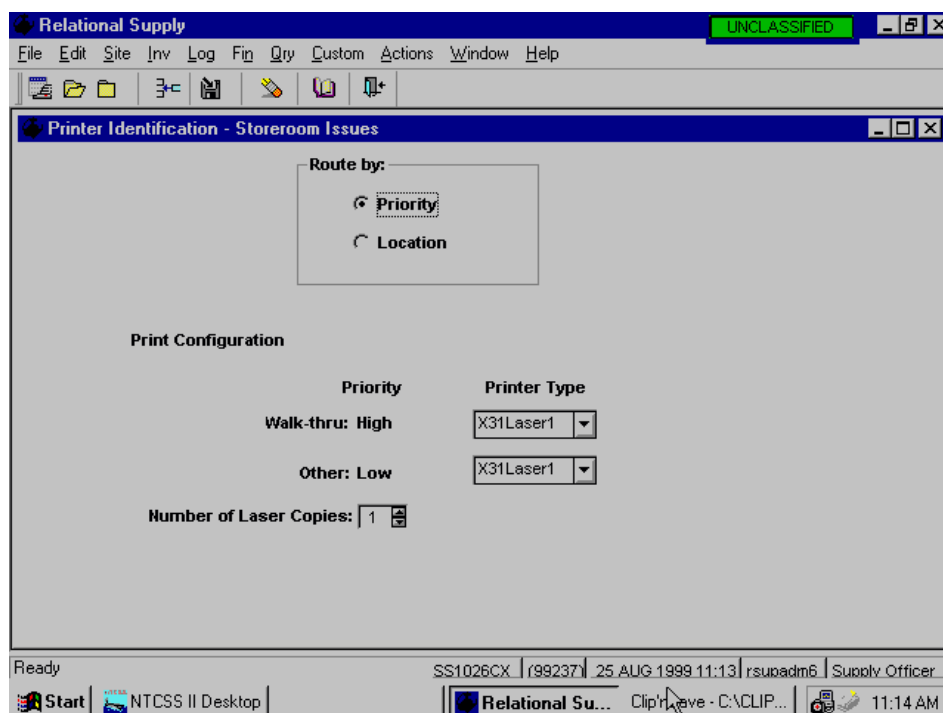 Relational Supply UNCLASSIFIED
File Edit Site Inv Log Fin Qry Custom Actions Window Help
Printer Identification - Storeroom Issues
Route by:
Priority
Location
Print Configuration
Priority Printer Type
Walk-thru: High X31Laser1
Other: Low X31Laser1
Number of Laser Copies: 1
Ready SS1026CX (99237) 25 AUG 1999 11:13 rsupadm6 Supply Officer
Start NTCSS II Desktop Relational Su... - C:\CLIP... 11:14 AM